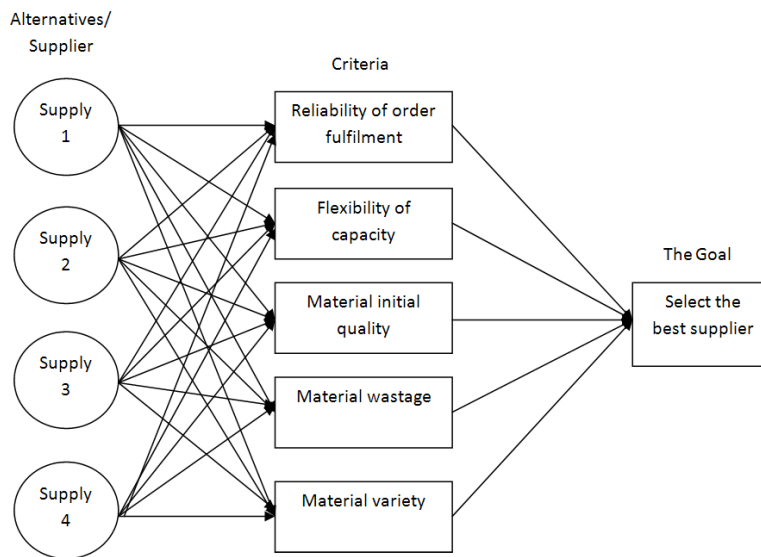 Alternatives/
Supplier
Supply
1
Supply
2
Supply
3
Supply
4
Criteria
Reliability of order
fulfilment
Flexibility of
capacity
Material initial
quality
Material wastage
Material variety
The Goal
Select the
best supplier